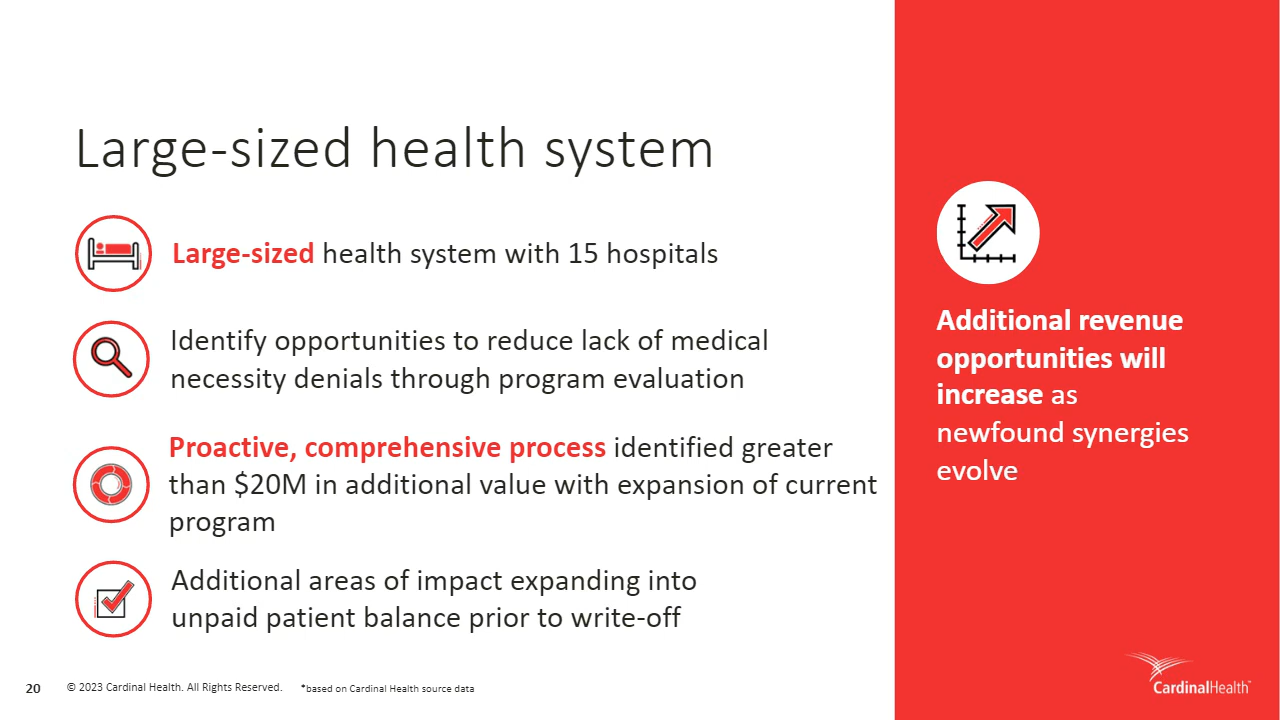 Large-sized health system
Large-sized health system with 15 hospitals
Identify opportunities to reduce lack of medical
necessity denials through program evaluation
Proactive, comprehensive process identified greater
than $20M in additional value with expansion of current
program
Additional areas of impact expanding into
unpaid patient balance prior to write-off
Additional revenue
opportunities will
increase as
newfound synergies
evolve
20 © 2023 Cardinal Health. All Rights Reserved. *based on Cardinal Health source data
CardinalHealth™